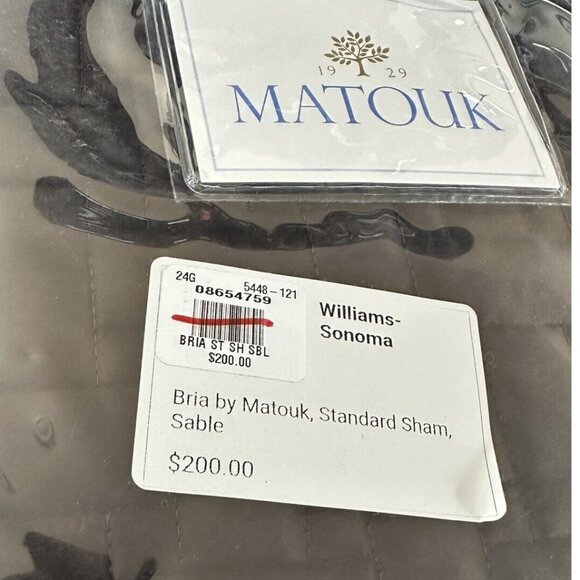 19 29
MATOUK
24G 5448-121
08654759
BRIA ST SH SBL
$200.00
Williams-
Sonoma
Bria by Matouk, Standard Sham,
Sable
$200.00